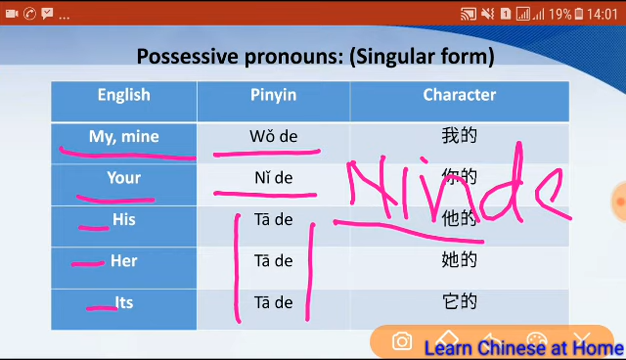 ... 1 19% 14:01
Possessive pronouns: (Singular form)
English Pinyin Character
My, mine Wǒ de 我的
Your Nǐ de 你的
Ninde
His Tā de 他的
Her Tā de 她的
Its Tā de 它的
Learn Chinese at Home